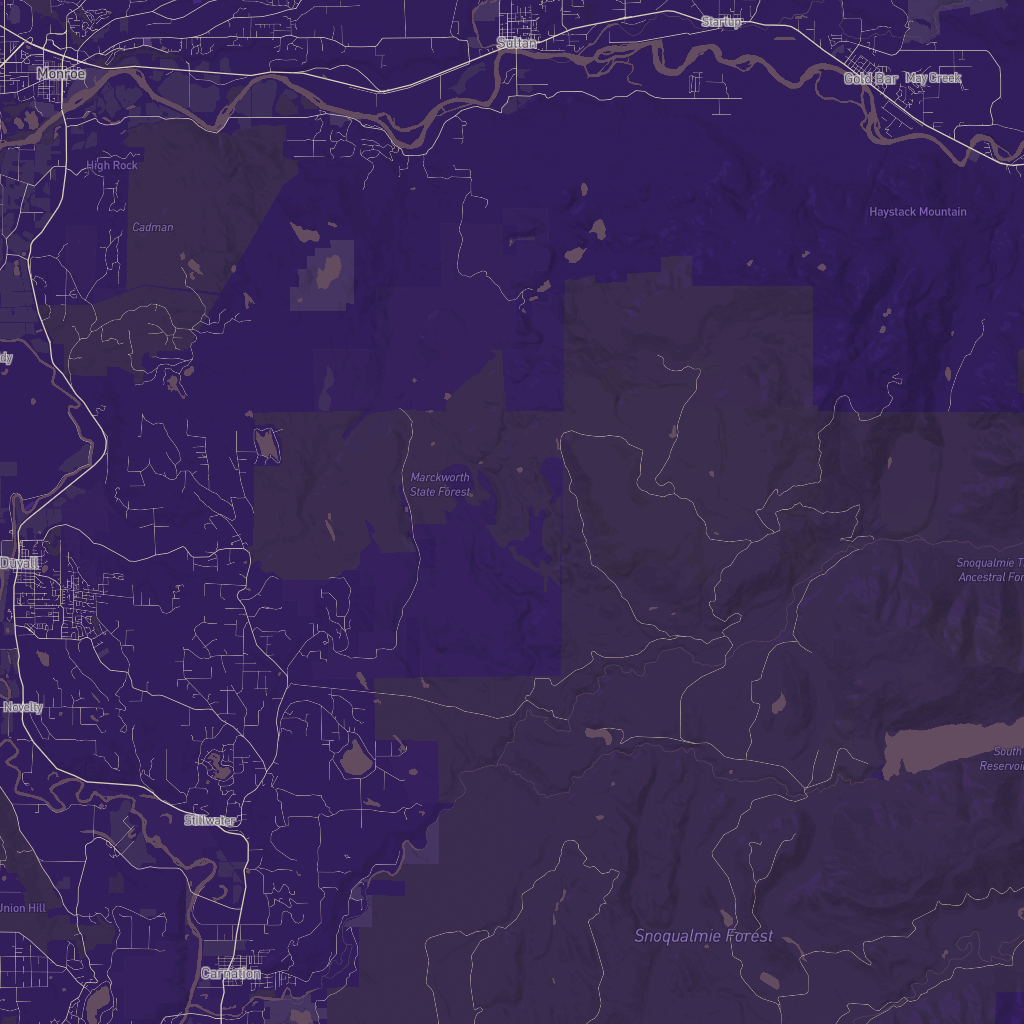 Startup
Sultan
Monroe
Gold Bar
May Creek
High Rock
Haystack Mountain
Cadman
dy
Marckworth
State Forest
Duvall
Snoqualmie T
Ancestral For
Novelty
South
Reservoi
Stillwater
Union Hill
Snoqualmie Forest
Carnation